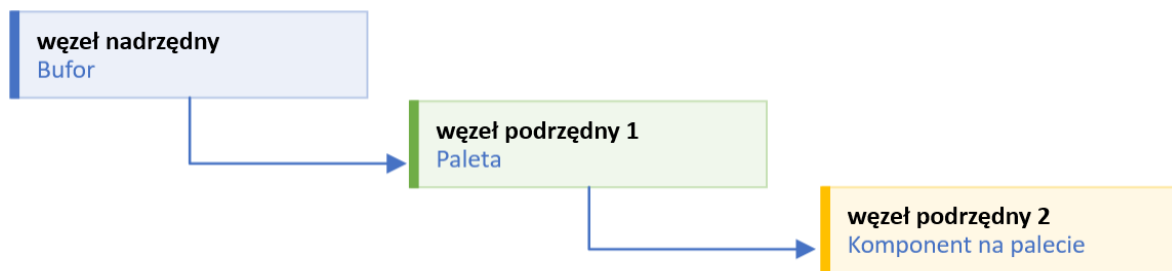 węzeł nadrzędny
Bufor
węzeł podrzędny 1
Paleta
węzeł podrzędny 2
Komponent na palecie